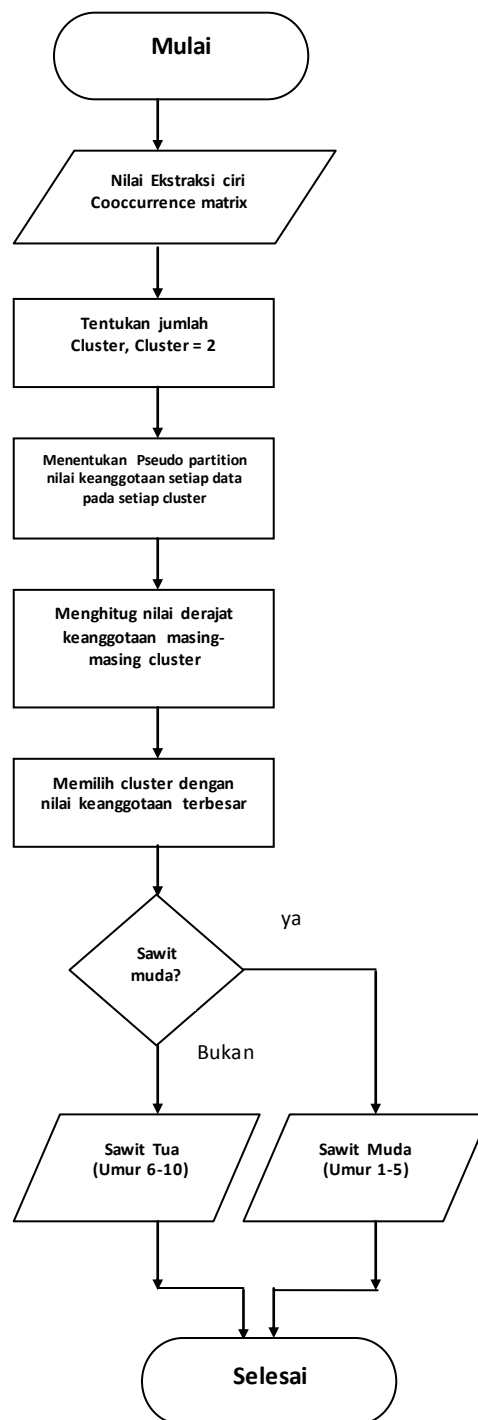 Mulai
Nilai Ekstraksi ciri
Cooccurrence matrix
Tentukan jumlah
Cluster, Cluster = 2
Menentukan Pseudo partition
nilai keanggotaan setiap data
pada setiap cluster
Menghitug nilai derajat
keanggotaan masing-
masing cluster
Memilih cluster dengan
nilai keanggotaan terbesar
ya
Sawit
muda?
Bukan
Sawit Tua
(Umur 6-10)
Sawit Muda
(Umur 1-5)
Selesai